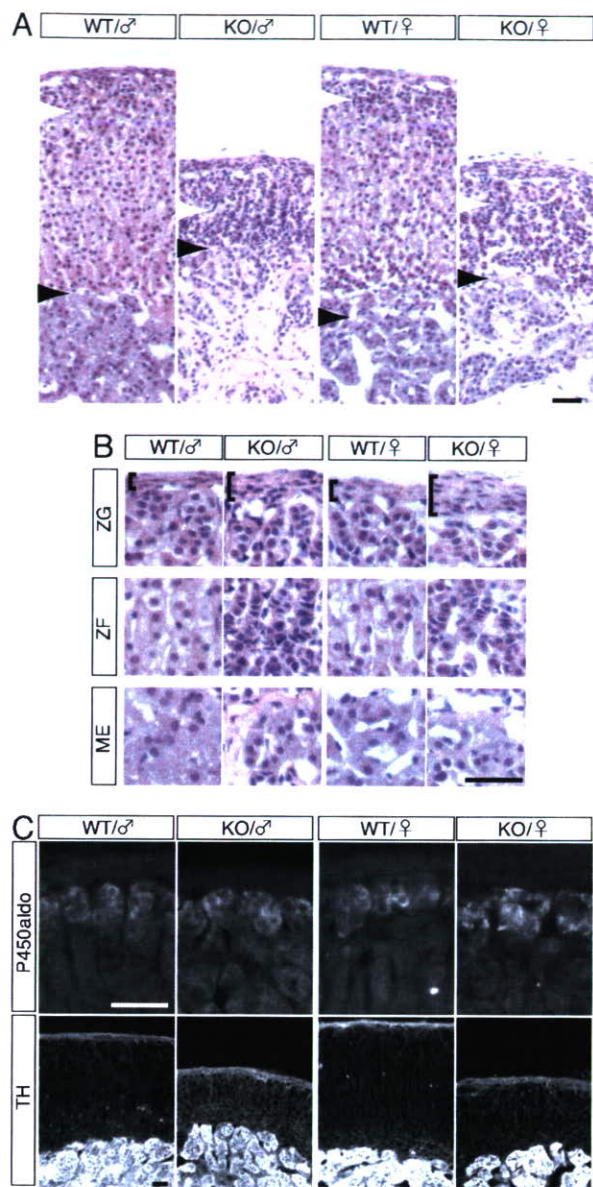 A
WT/♂ KO/♂ WT/♀ KO/♀
B
WT/♂ KO/♂ WT/♀ KO/♀
ZG
ZF
ME
C
WT/♂ KO/♂ WT/♀ KO/♀
P450aldo
TH